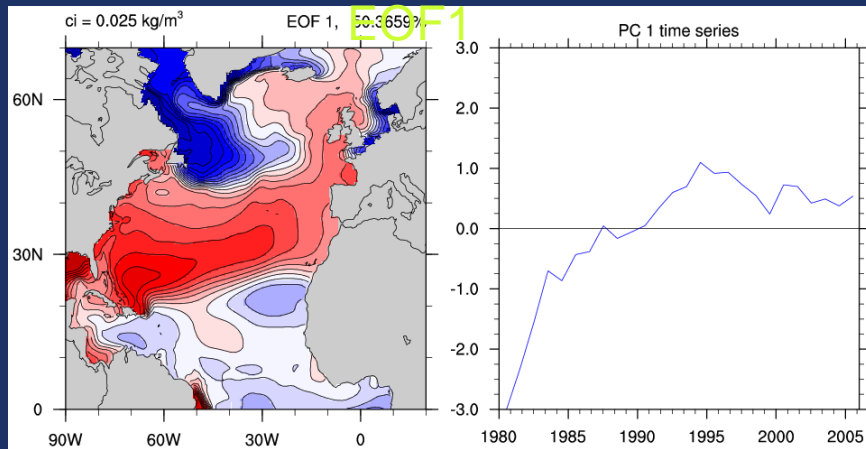 EOF1
ci = 0.025 kg/m³
EOF 1, 50.3659%
60N
30N
0
90W 60W 30W 0
PC 1 time series
3.0
2.0
1.0
0.0
-1.0
-2.0
-3.0
1980 1985 1990 1995 2000 2005